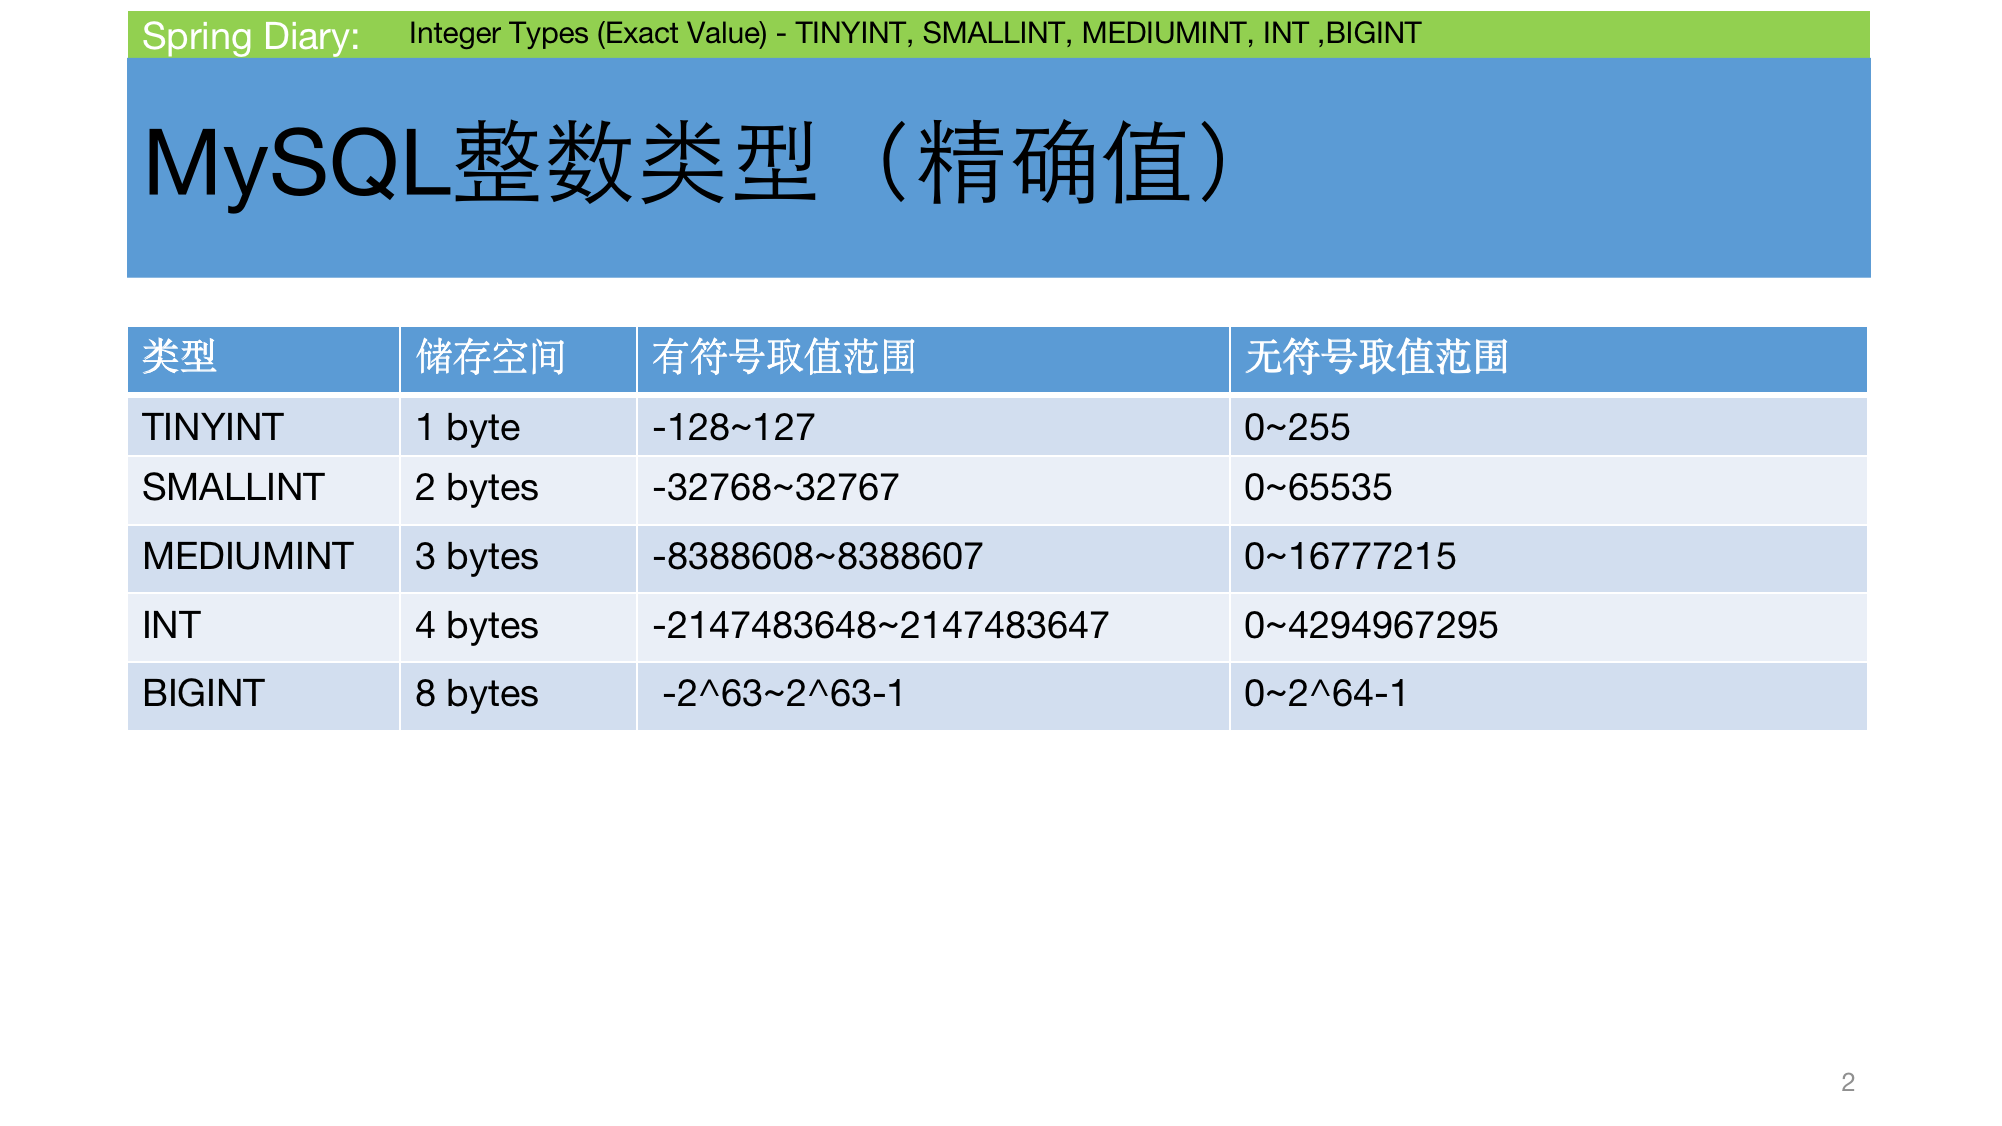 Spring Diary: Integer Types (Exact Value) - TINYINT, SMALLINT, MEDIUMINT, INT ,BIGINT
MySQL整数类型（精确值）
类型 储存空间 有符号取值范围 无符号取值范围
TINYINT 1 byte -128~127 0~255
SMALLINT 2 bytes -32768~32767 0~65535
MEDIUMINT 3 bytes -8388608~8388607 0~16777215
INT 4 bytes -2147483648~2147483647 0~4294967295
BIGINT 8 bytes -2^63~2^63-1 0~2^64-1
2